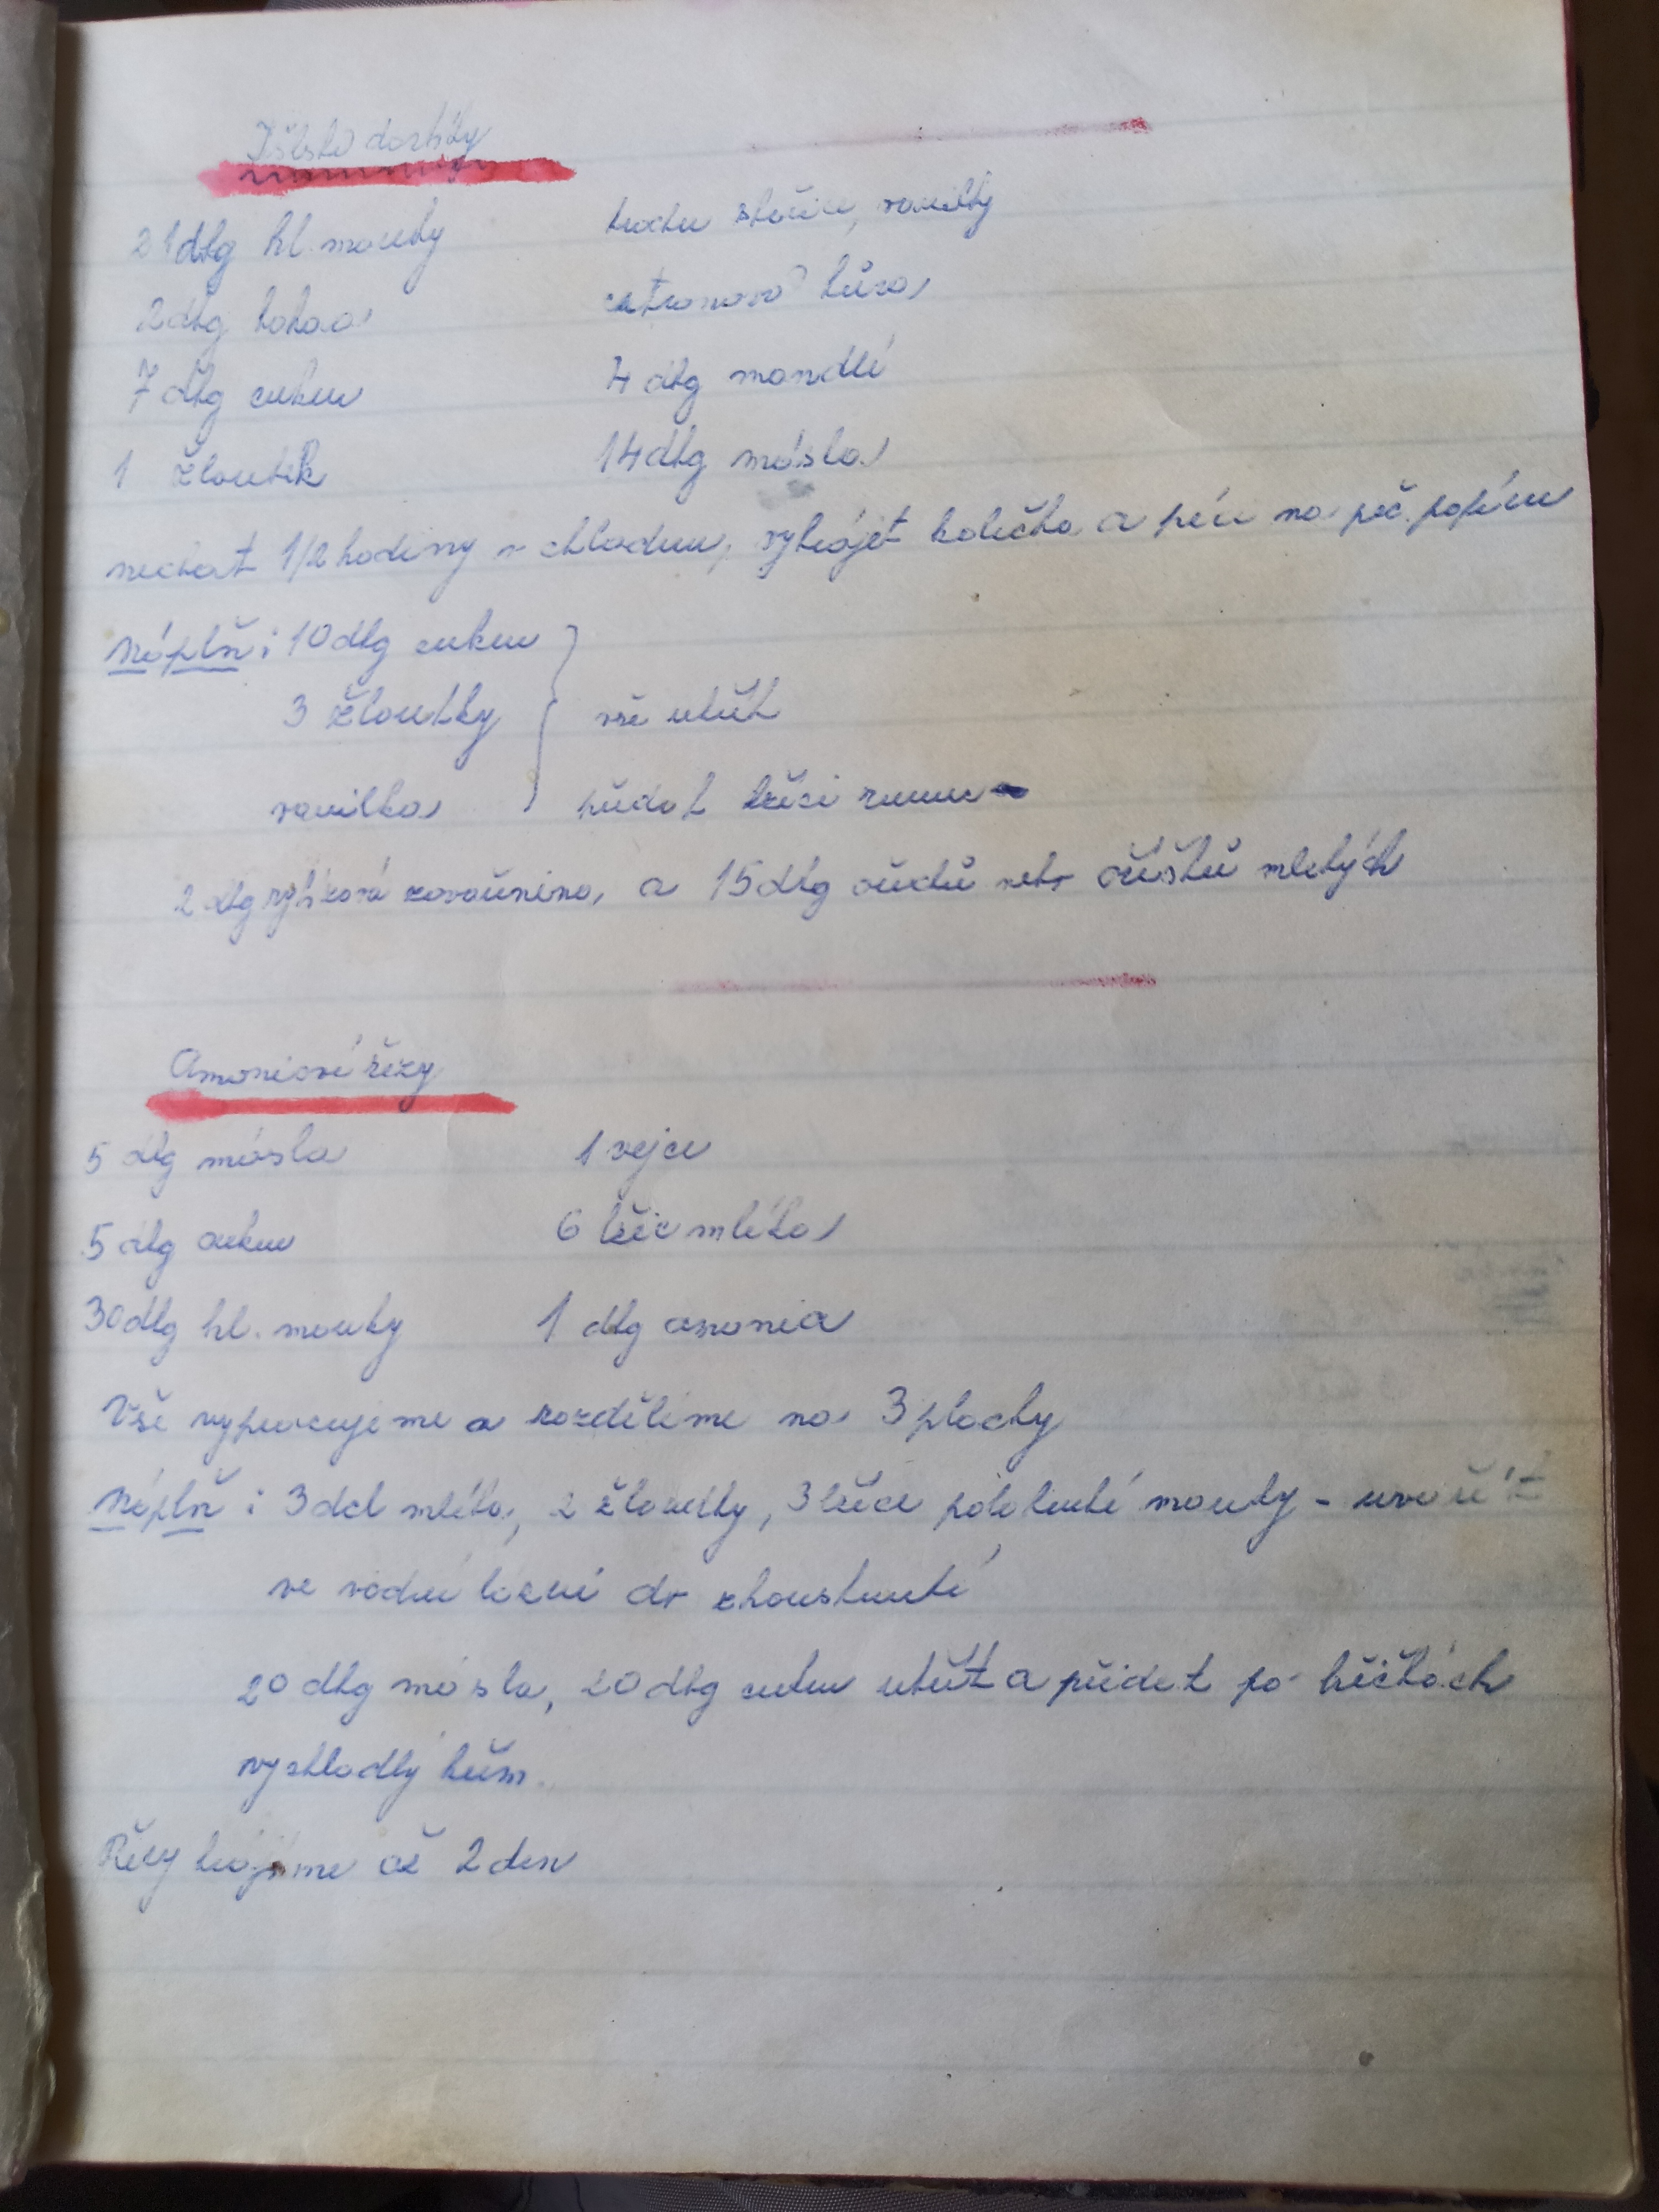 Išlské dortíky
21 dkg hl. mouky trochu skořice, vanilky
2 dkg kakaa citronová kůra
7 dkg cukru 4 dkg mandlí
1 žloutek 14 dkg másla
nechat 1/2 hodiny v chladnu, vykrájet kolečka a péci na peč. papíru
Náplň: 10 dkg cukru
3 žloutky vše utřít
vanilka přidat lžíci rumu
2 dkg rybízová zavařenina, a 15 dkg ořechů nebo oříšků mletých
Amoniové řezy
5 dkg másla 1 vejce
5 dkg cukru 6 lžic mléka
30 dkg hl. mouky 1 dkg amonia
Vše vypracujeme a rozdělíme na 3 plachy
Náplň: 3 dcl mléka, 2 žloutky, 3 lžíce polohrubé mouky - uvařit
ve vodní lázni do zhoustnutí
20 dkg másla, 20 dkg cukru utřít a přidat po lžičkách
vychladlý krém.
Řezy krájíme až 2 den